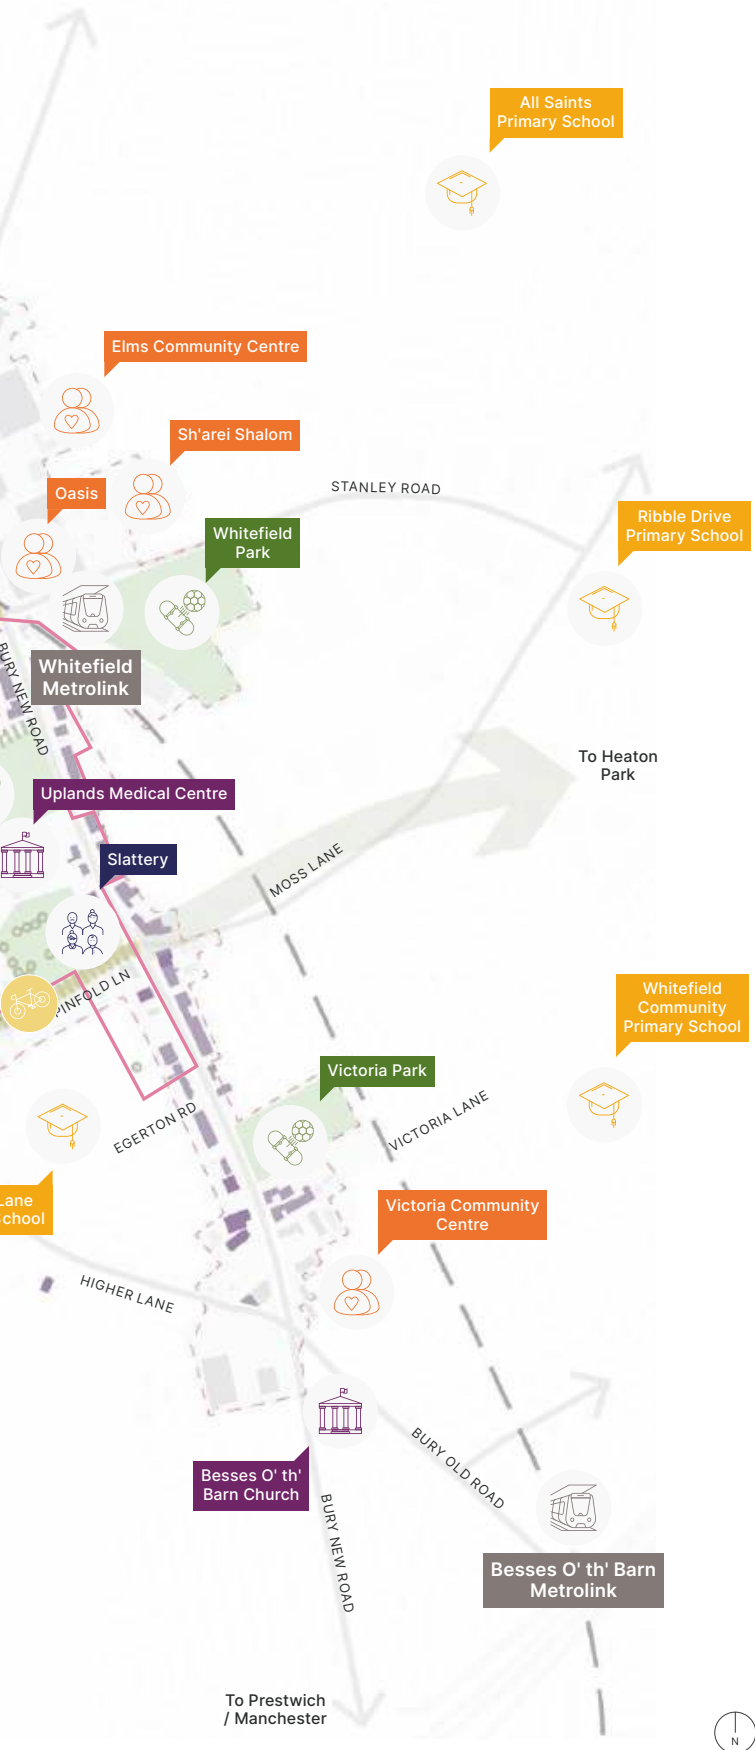 All Saints
Primary School
Elms Community Centre
Sh'arei Shalom
STANLEY ROAD
Oasis
Whitefield
Park
Ribble Drive
Primary School
Whitefield
Metrolink
BURY NEW ROAD
To Heaton
Park
Uplands Medical Centre
Slattery
MOSS LANE
PINFOLD LN
Whitefield
Community
Primary School
Victoria Park
EGERTON RD
VICTORIA LANE
Lane
School
Victoria Community
Centre
HIGHER LANE
BURY OLD ROAD
Besses O' th'
Barn Church
BURY NEW ROAD
Besses O' th' Barn
Metrolink
To Prestwich
/ Manchester
N